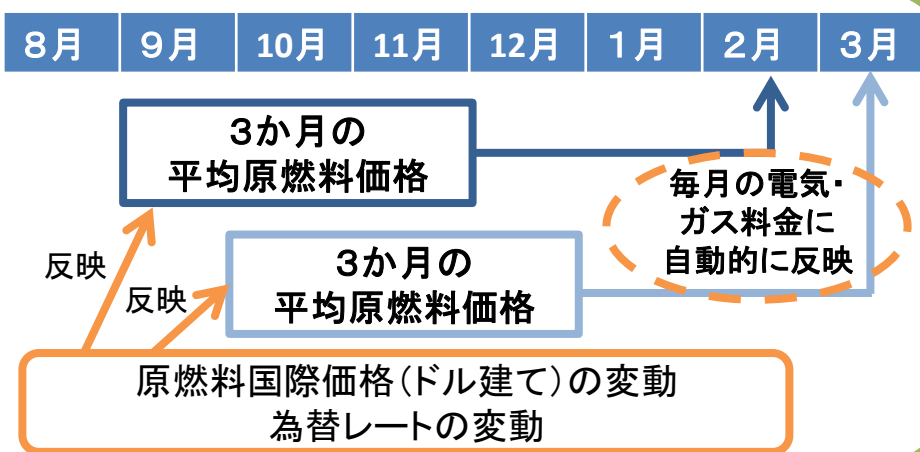 ８月 ９月 10月 11月 12月 １月 ２月 ３月
３か月の
平均原燃料価格
毎月の電気・
ガス料金に
自動的に反映
反映
３か月の
平均原燃料価格
反映
原燃料国際価格（ドル建て）の変動
為替レートの変動